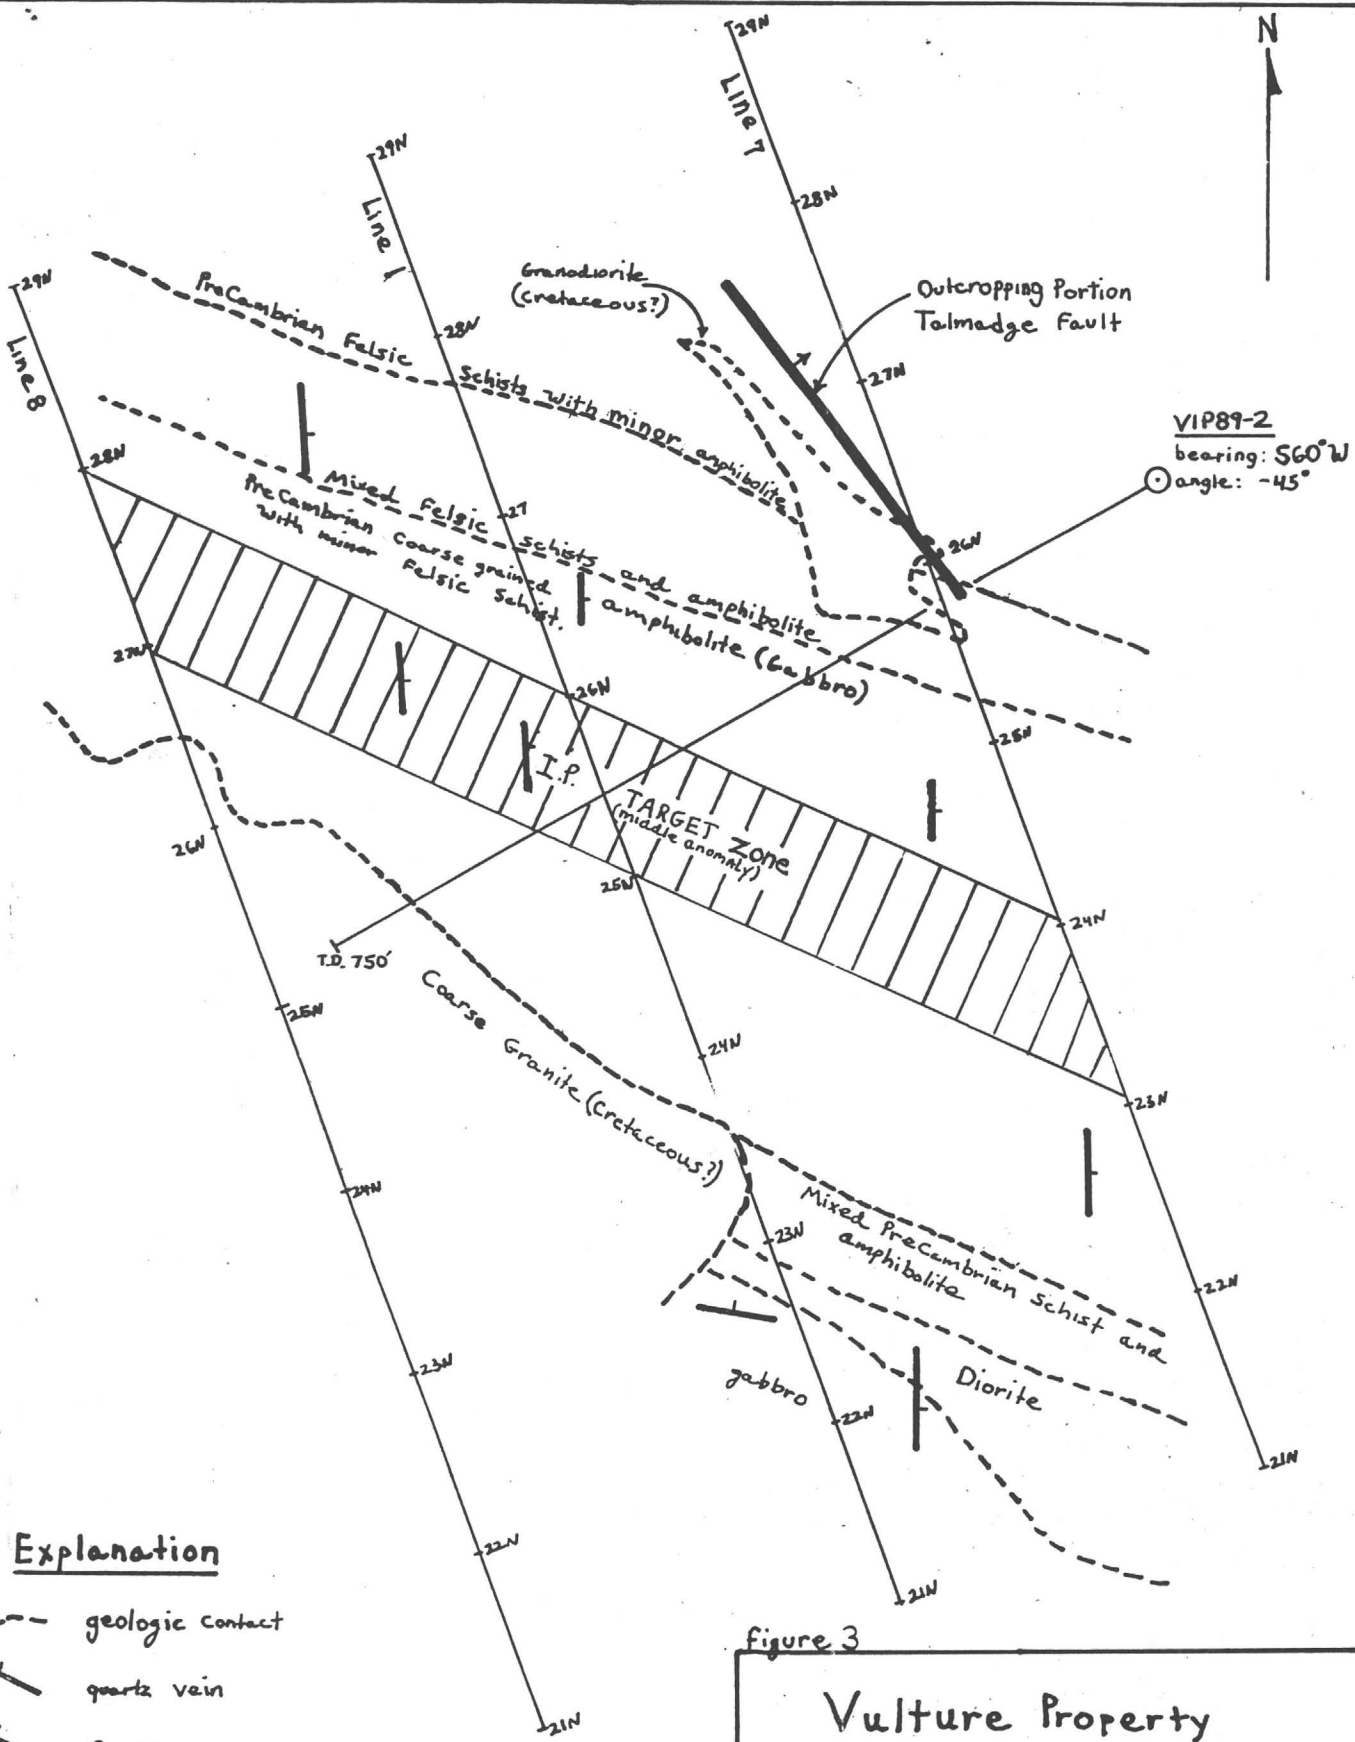 N
29N
Line 7
28N
27N
26N
25N
24N
23N
22N
21N
29N
Line 1
28N
27
26N
25N
24N
23N
22N
21N
29N
Line 8
28N
27N
26N
25N
24N
23N
22N
21N
PreCambrian Felsic Schists with minor amphibolite
Granodiorite
(cretaceous?)
Outcropping Portion
Talmadge Fault
VIP89-2
bearing: S60°W
angle: -45°
Mixed Felsic schists and amphibolite
PreCambrian Coarse grained amphibolite (Gabbro)
with minor Felsic Schist.
I.P. TARGET Zone
(middle anomaly)
T.D. 750'
Coarse Granite (Cretaceous?)
Mixed PreCambrian Schist and
amphibolite
Diorite
gabbro
Explanation
geologic contact
quartz vein
figure 3
Vulture Property